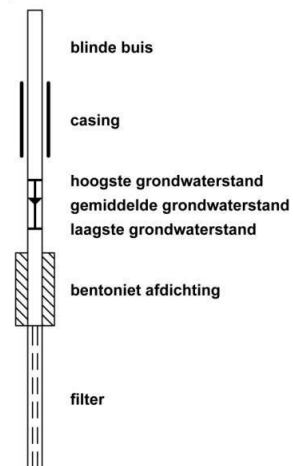 blinde buis
casing
hoogste grondwaterstand
gemiddelde grondwaterstand
laagste grondwaterstand
bentoniet afdichting
filter